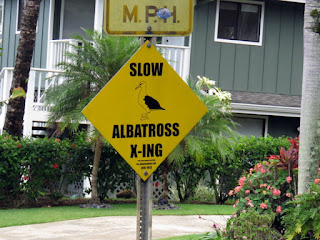 M.P.H.
SLOW
ALBATROSS
X-ING